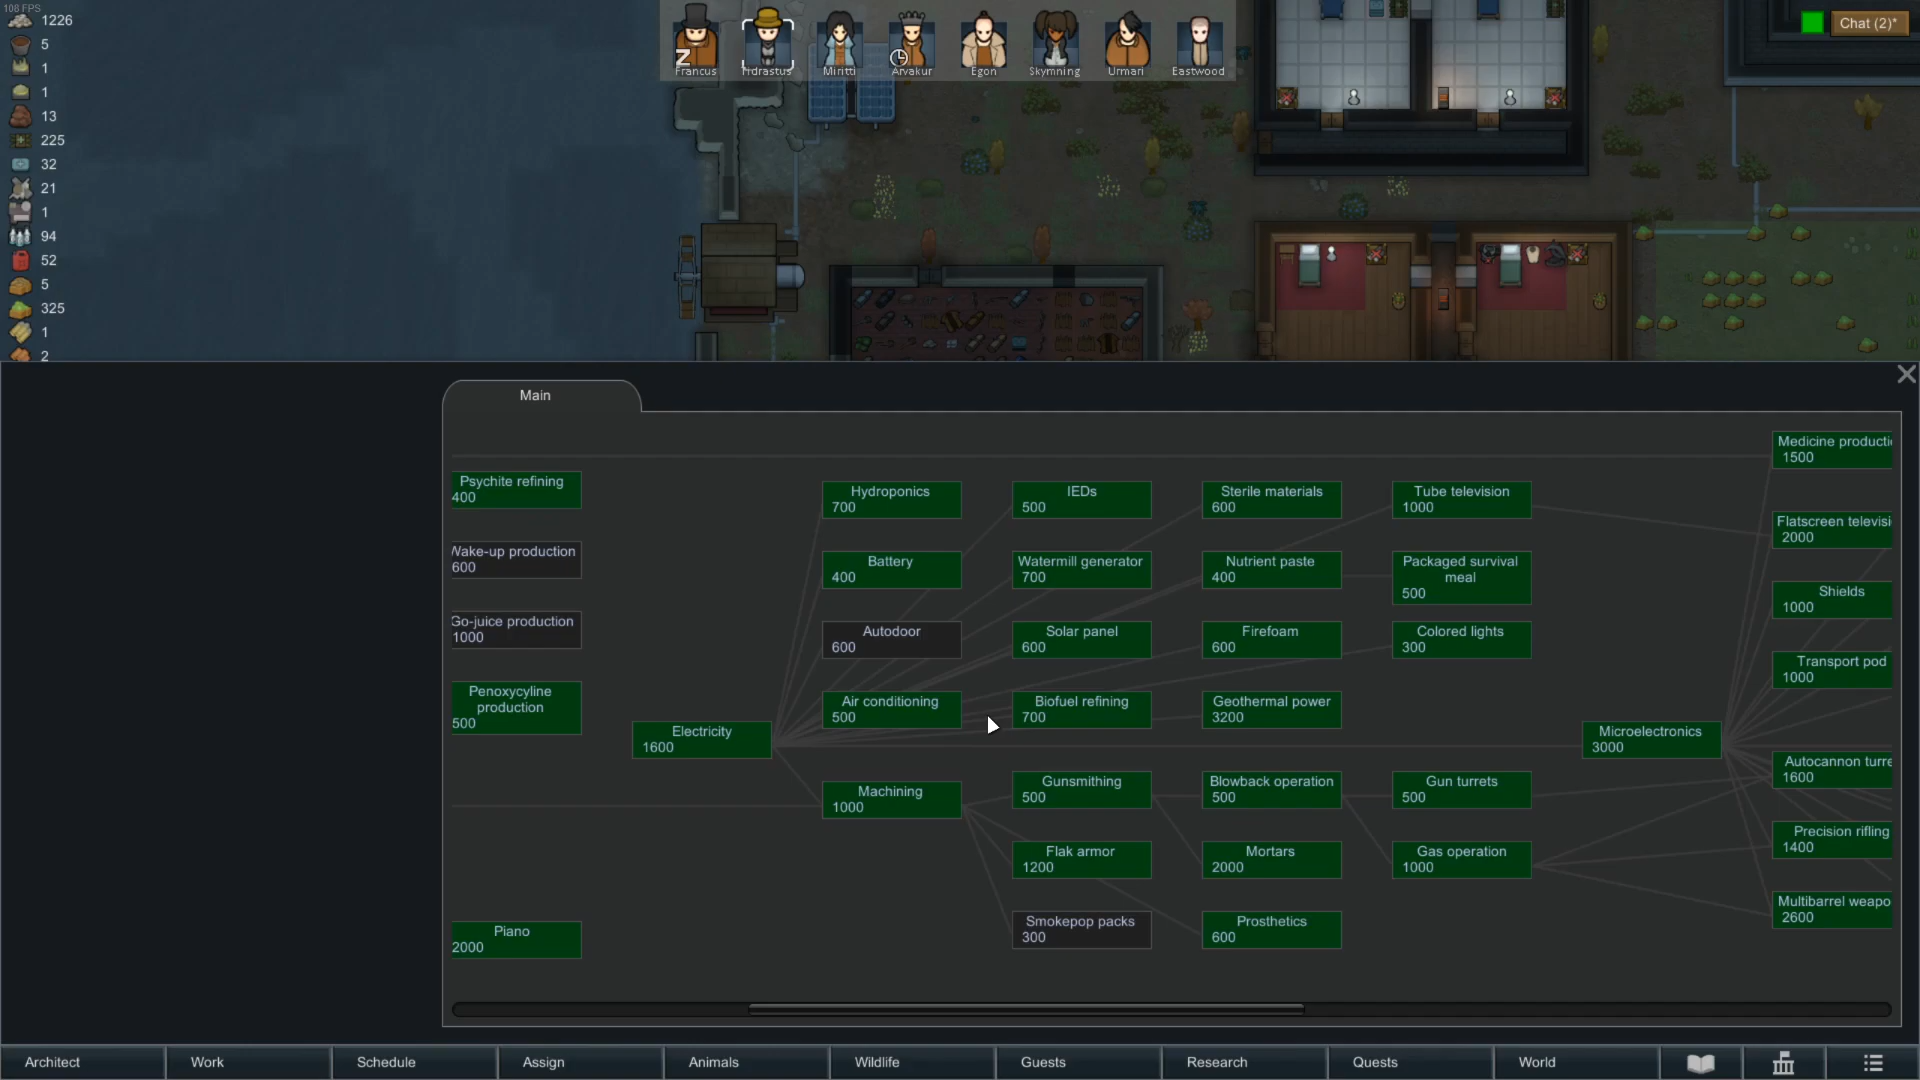 108 FPS
1226
5
1
1
13
225
32
21
1
94
52
5
325
1
2
Z
Francus
Miritti
Arvakur
Egon
Skymning
Urmari
Eastwood
Chat (2)*
Main
Psychite refining
400
Wake-up production
600
Go-juice production
1000
Penoxycyline
production
500
Piano
2000
Electricity
1600
Hydroponics
700
Battery
400
Autodoor
600
Air conditioning
500
Machining
1000
IEDs
500
Watermill generator
700
Solar panel
600
Biofuel refining
700
Gunsmithing
500
Flak armor
1200
Smokepop packs
300
Sterile materials
600
Nutrient paste
400
Firefoam
600
Geothermal power
3200
Blowback operation
500
Mortars
2000
Prosthetics
600
Tube television
1000
Packaged survival
meal
500
Colored lights
300
Gun turrets
500
Gas operation
1000
Microelectronics
3000
Medicine producti
1500
Flatscreen televisi
2000
Shields
1000
Transport pod
1000
Autocannon turre
1600
Precision rifling
1400
Multibarrel weapo
2600
Architect
Work
Schedule
Assign
Animals
Wildlife
Guests
Research
Quests
World